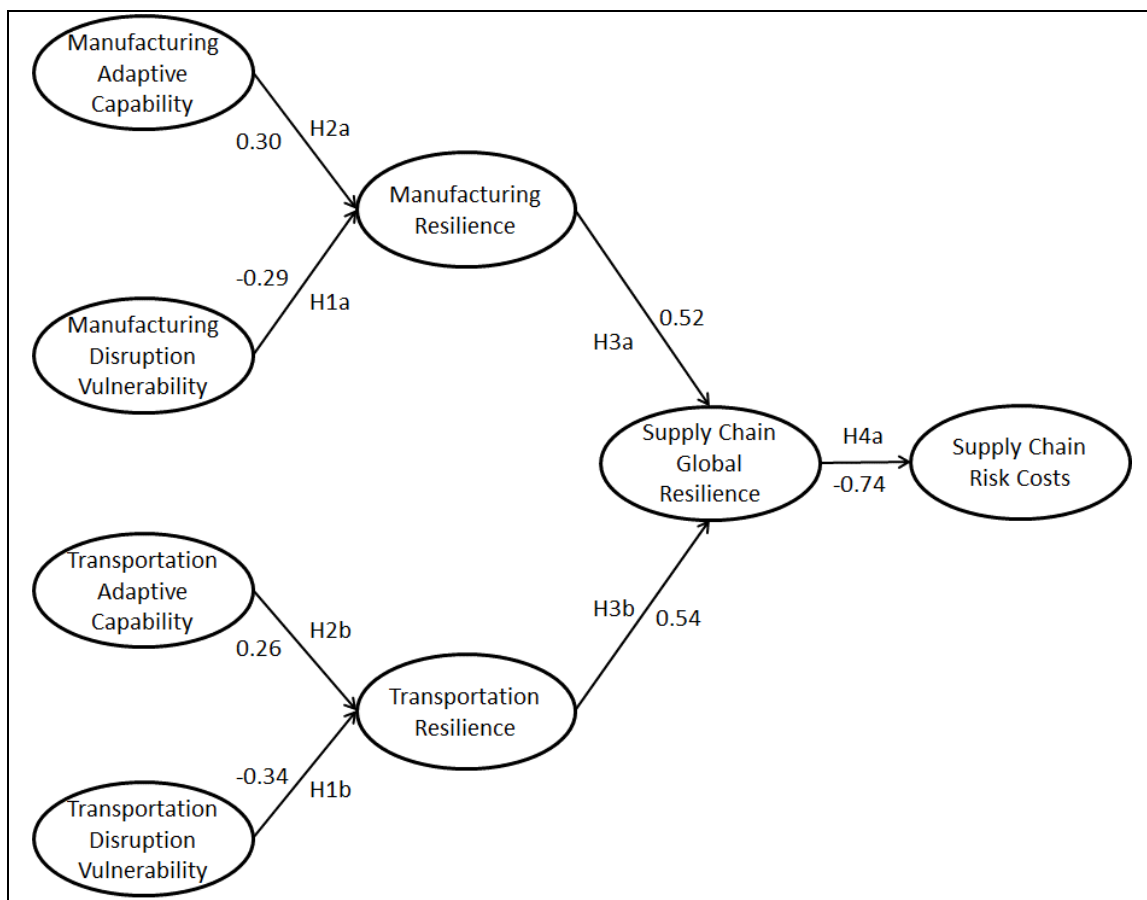 Manufacturing
Adaptive
Capability
H2a
0.30
Manufacturing
Resilience
-0.29
H1a
Manufacturing
Disruption
Vulnerability
0.52
H3a
Supply Chain
Global
Resilience
H4a
-0.74
Supply Chain
Risk Costs
Transportation
Adaptive
Capability
H2b
0.26
H3b
0.54
Transportation
Resilience
-0.34
H1b
Transportation
Disruption
Vulnerability